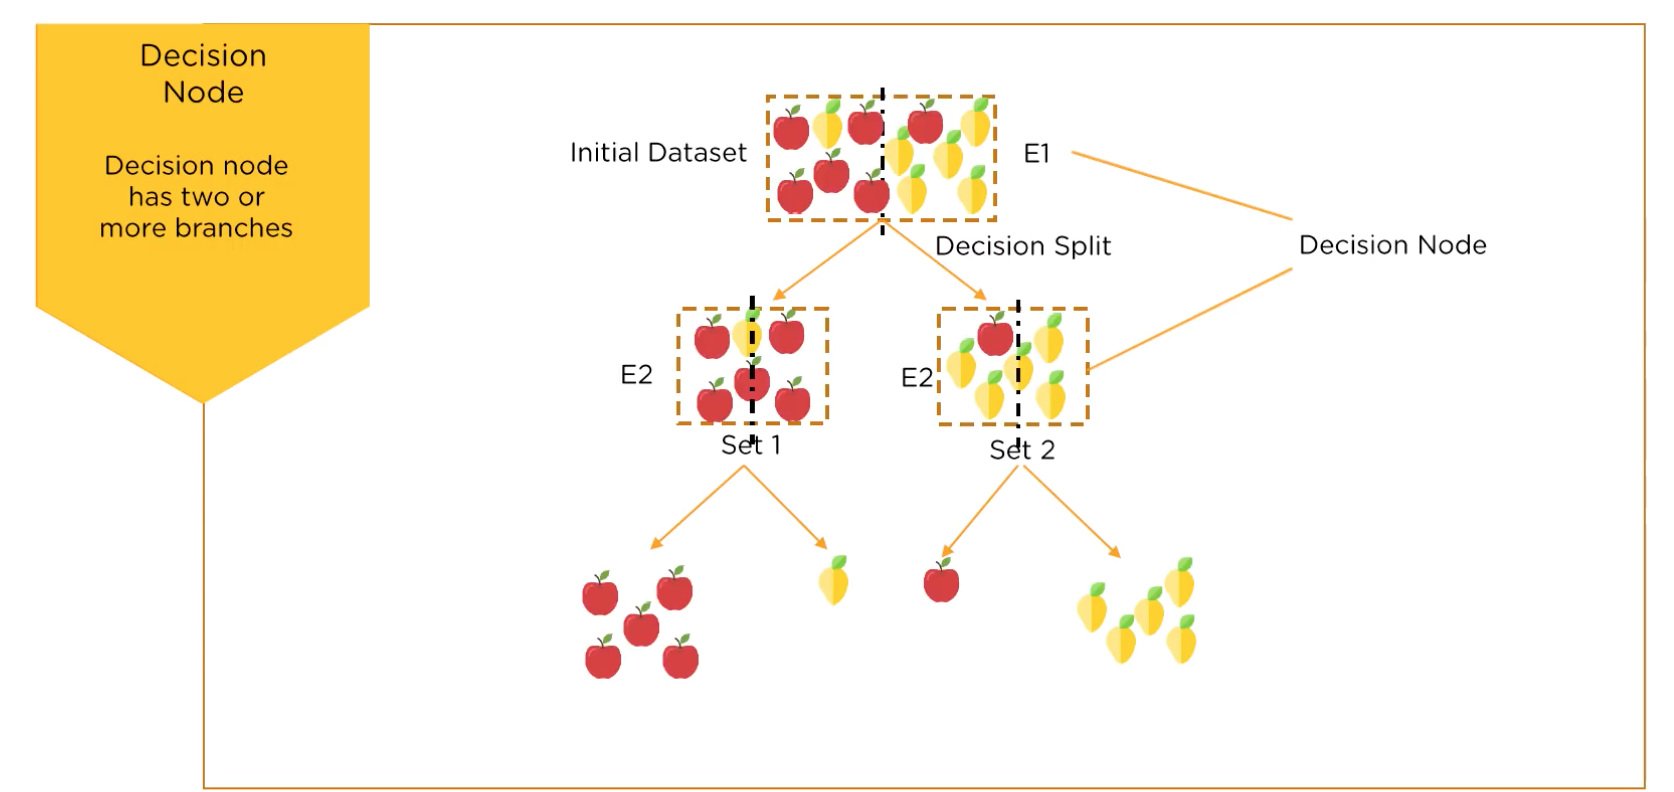 Decision
Node
Decision node
has two or
more branches
Initial Dataset
E1
Decision Split
Decision Node
E2
E2
Set 1
Set 2